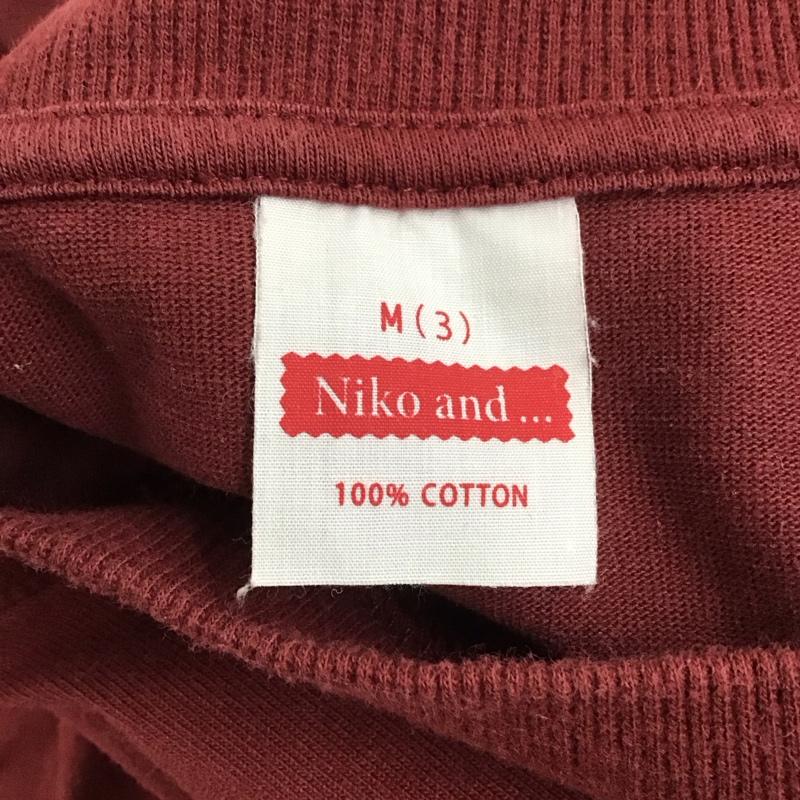 M(3)
Niko and ...
100% COTTON